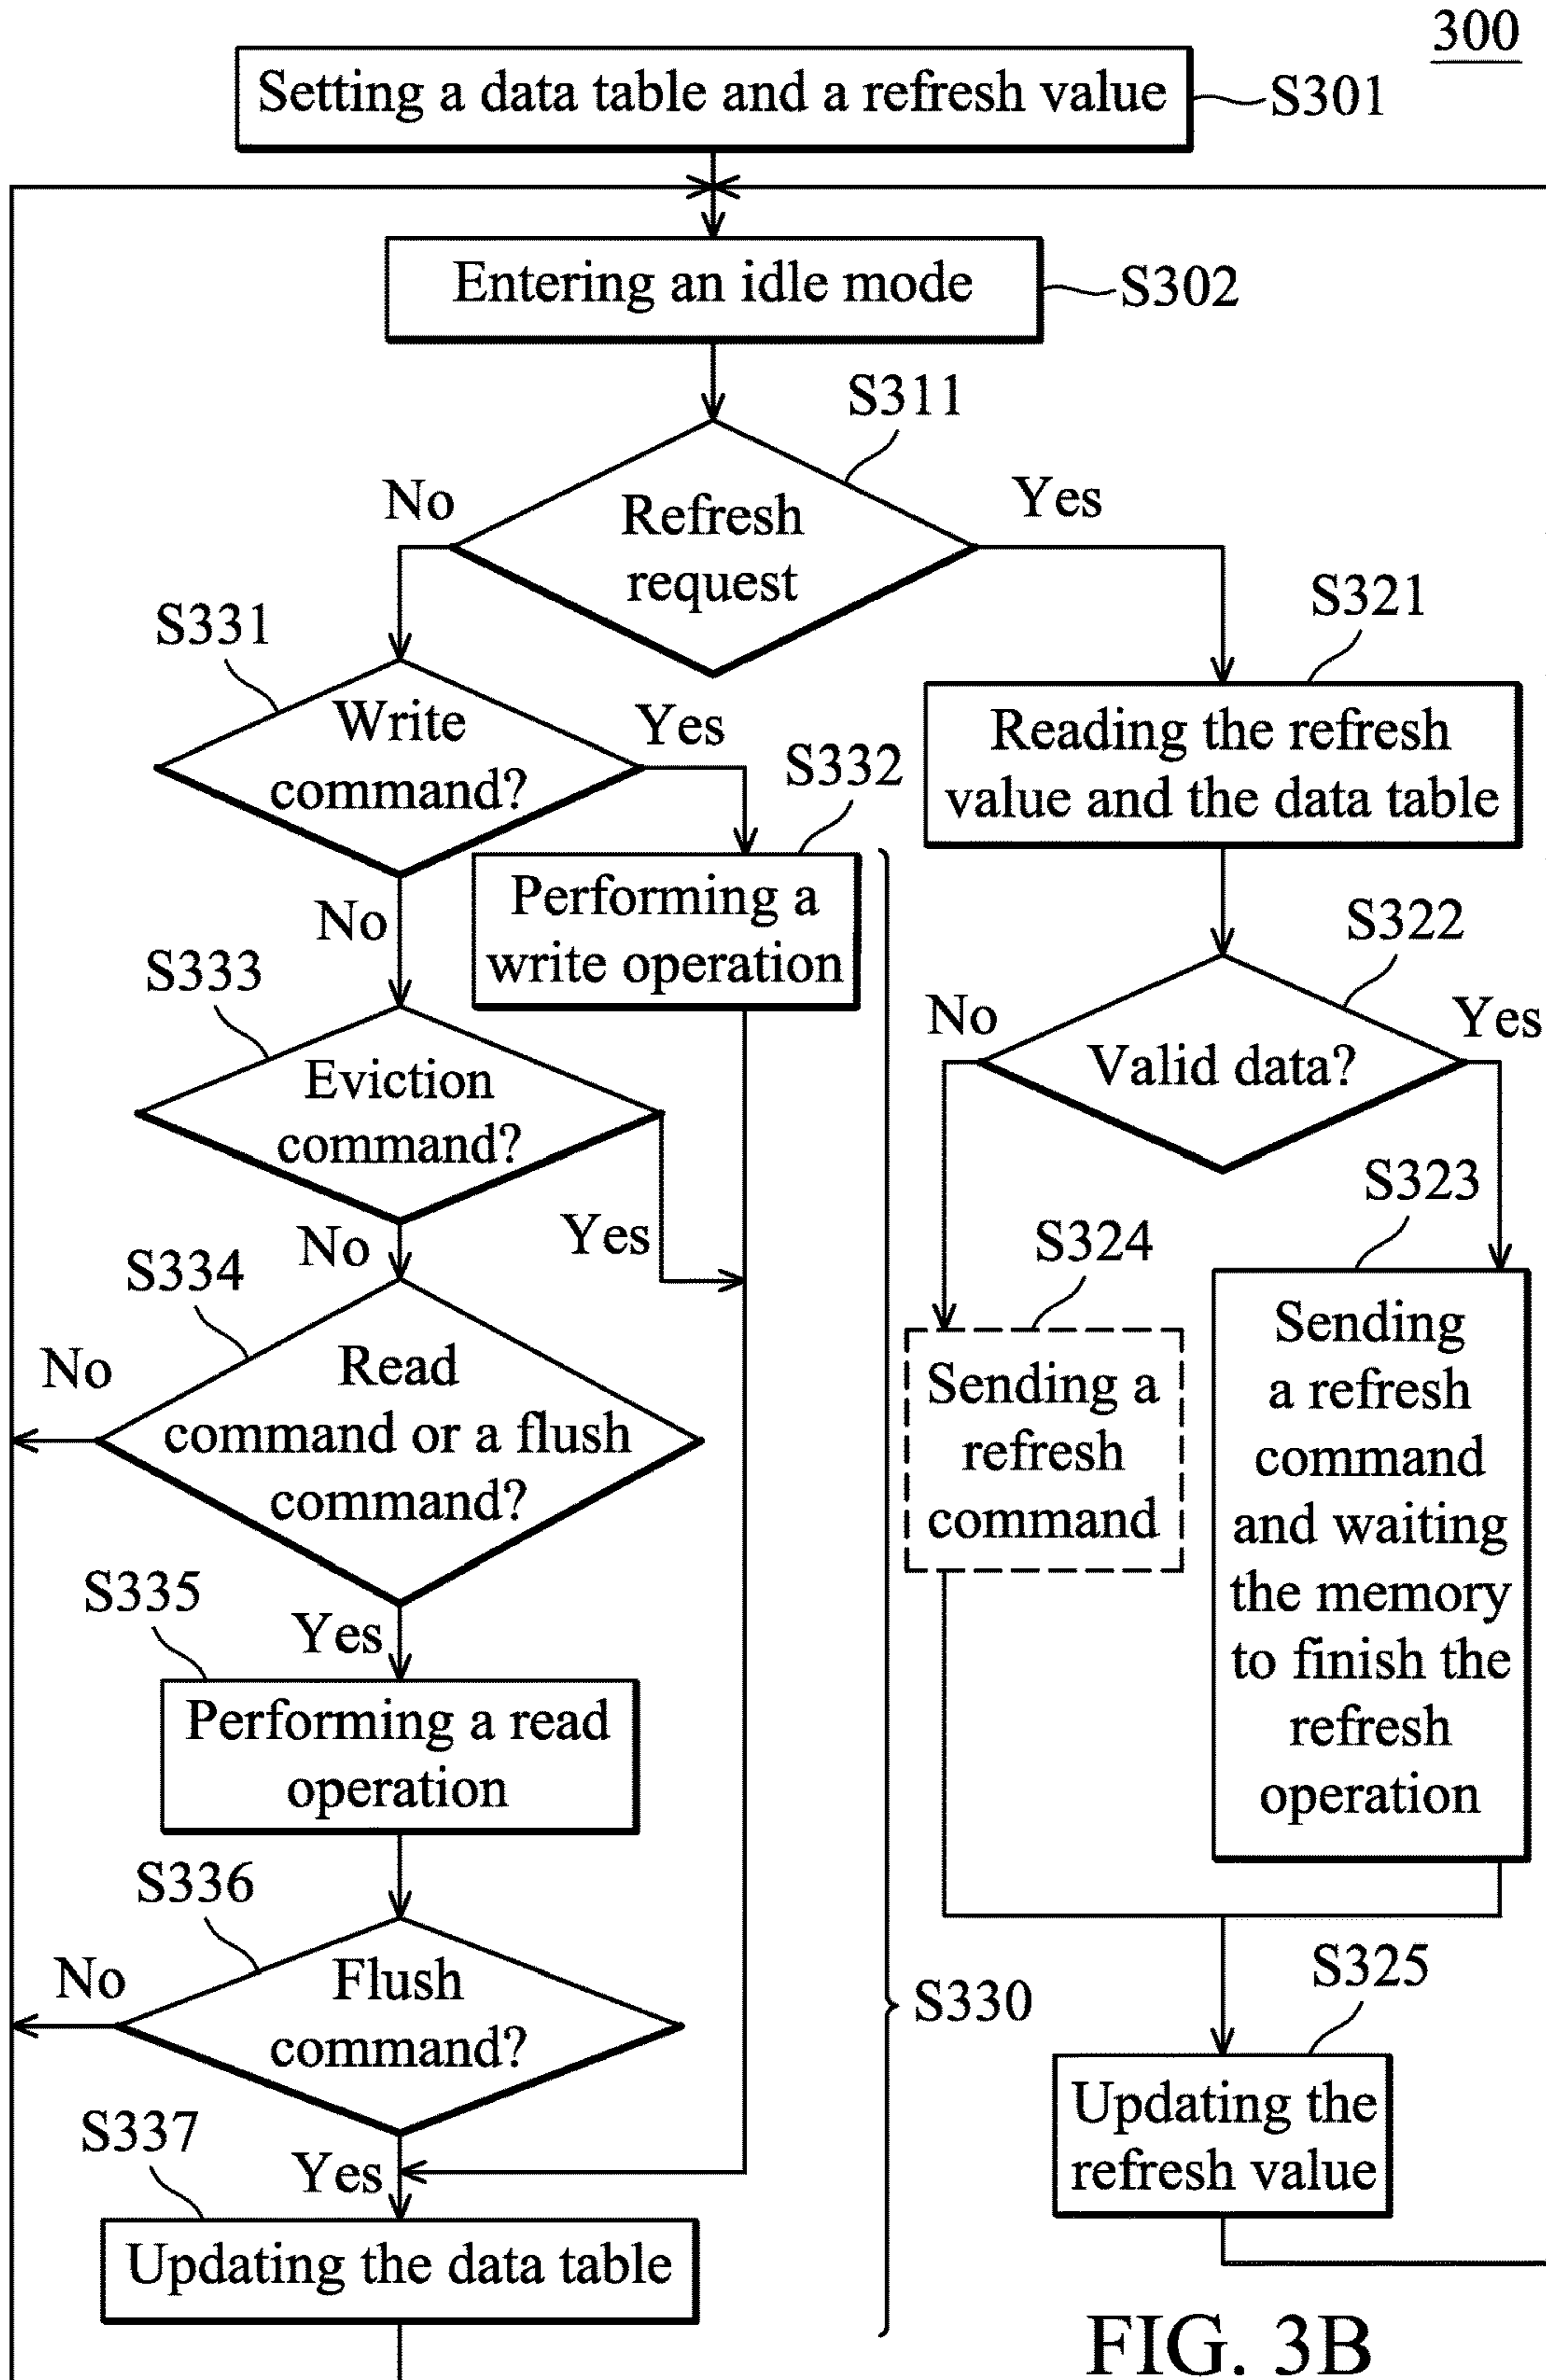 300
Setting a data table and a refresh value
S301
Entering an idle mode
S302
S311
No
Refresh
request
Yes
S331
Write
command?
Yes
S321
Reading the refresh
value and the data table
S332
Performing a
write operation
No
S333
Eviction
command?
Yes
S322
No
Valid data?
Yes
S323
Sending
a refresh
command
and waiting
the memory
to finish the
refresh
operation
S324
Sending a
refresh
command
No
S334
Read
command or a flush
command?
No
Yes
S335
Performing a read
operation
S336
No
Flush
command?
S330
S325
Updating the
refresh value
S337
Yes
Updating the data table
FIG. 3B